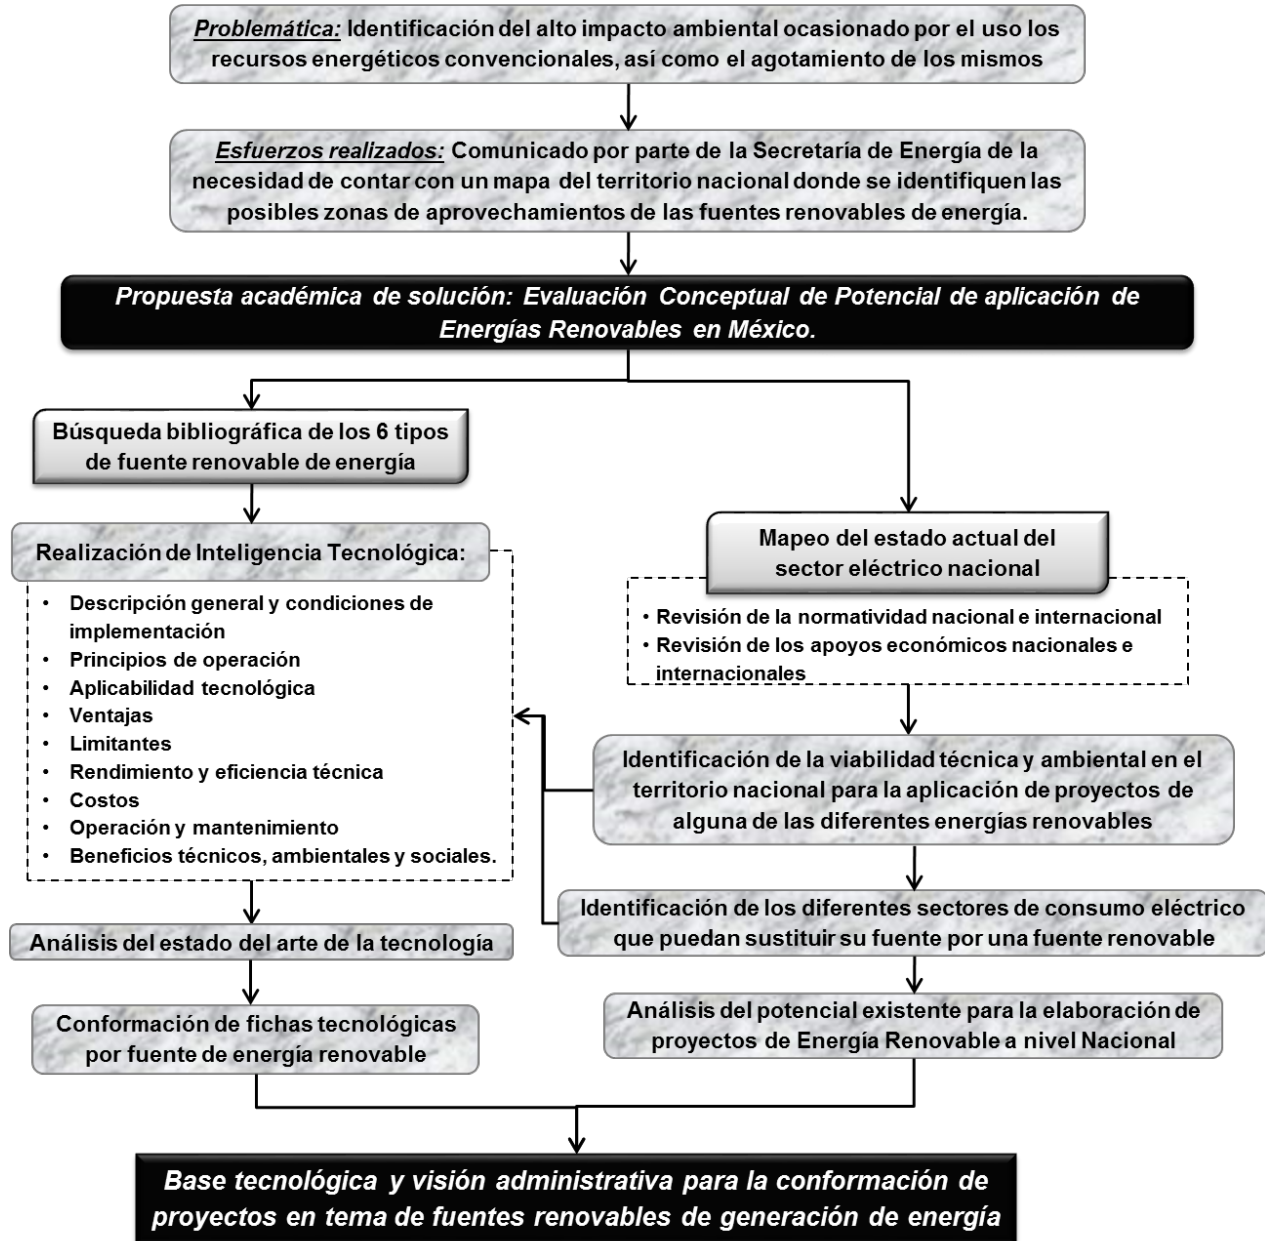 Problemática: Identificación del alto impacto ambiental ocasionado por el uso los
recursos energéticos convencionales, así como el agotamiento de los mismos
Esfuerzos realizados: Comunicado por parte de la Secretaría de Energía de la
necesidad de contar con un mapa del territorio nacional donde se identifiquen las
posibles zonas de aprovechamientos de las fuentes renovables de energía.
Propuesta académica de solución: Evaluación Conceptual de Potencial de aplicación de
Energías Renovables en México.
Búsqueda bibliográfica de los 6 tipos
de fuente renovable de energía
Realización de Inteligencia Tecnológica:
• Descripción general y condiciones de
implementación
• Principios de operación
• Aplicabilidad tecnológica
• Ventajas
• Limitantes
• Rendimiento y eficiencia técnica
• Costos
• Operación y mantenimiento
• Beneficios técnicos, ambientales y sociales.
Análisis del estado del arte de la tecnología
Conformación de fichas tecnológicas
por fuente de energía renovable
Mapeo del estado actual del
sector eléctrico nacional
• Revisión de la normatividad nacional e internacional
• Revisión de los apoyos económicos nacionales e
internacionales
Identificación de la viabilidad técnica y ambiental en el
territorio nacional para la aplicación de proyectos de
alguna de las diferentes energías renovables
Identificación de los diferentes sectores de consumo eléctrico
que puedan sustituir su fuente por una fuente renovable
Análisis del potencial existente para la elaboración de
proyectos de Energía Renovable a nivel Nacional
Base tecnológica y visión administrativa para la conformación de
proyectos en tema de fuentes renovables de generación de energía